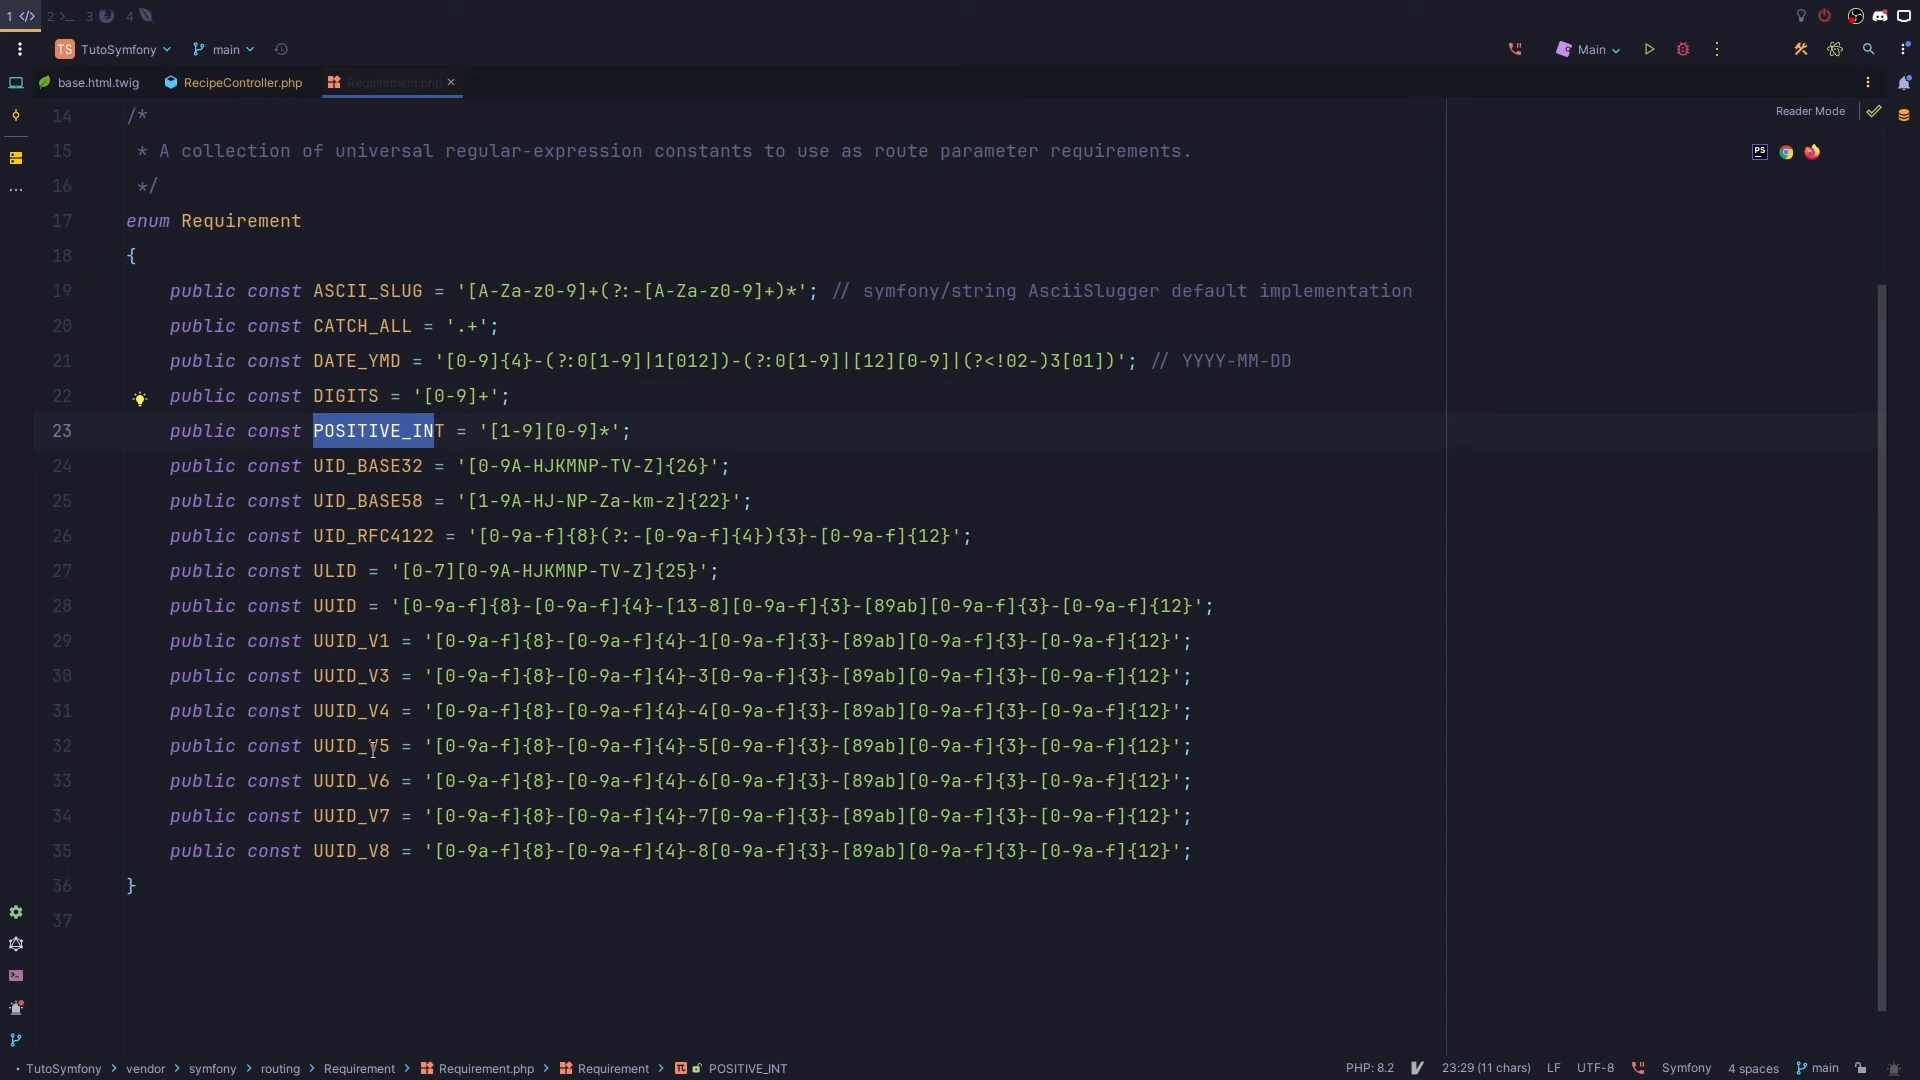 1 </> 2 >_ 3 4
TS TutoSymfony main Main
base.html.twig RecipeController.php Requirement.php
Reader Mode
PS
14 /*
15 * A collection of universal regular-expression constants to use as route parameter requirements.
16 */
17 enum Requirement
18 {
19 public const ASCII_SLUG = '[A-Za-z0-9]+(?:-[A-Za-z0-9]+)*'; // symfony/string AsciiSlugger default implementation
20 public const CATCH_ALL = '.+';
21 public const DATE_YMD = '[0-9]{4}-(?:0[1-9]|1[012])-(?:0[1-9]|[12][0-9]|(?<!02-)3[01])'; // YYYY-MM-DD
22 public const DIGITS = '[0-9]+';
23 public const POSITIVE_INT = '[1-9][0-9]*';
24 public const UID_BASE32 = '[0-9A-HJKMNP-TV-Z]{26}';
25 public const UID_BASE58 = '[1-9A-HJ-NP-Za-km-z]{22}';
26 public const UID_RFC4122 = '[0-9a-f]{8}(?:-[0-9a-f]{4}){3}-[0-9a-f]{12}';
27 public const ULID = '[0-7][0-9A-HJKMNP-TV-Z]{25}';
28 public const UUID = '[0-9a-f]{8}-[0-9a-f]{4}-[13-8][0-9a-f]{3}-[89ab][0-9a-f]{3}-[0-9a-f]{12}';
29 public const UUID_V1 = '[0-9a-f]{8}-[0-9a-f]{4}-1[0-9a-f]{3}-[89ab][0-9a-f]{3}-[0-9a-f]{12}';
30 public const UUID_V3 = '[0-9a-f]{8}-[0-9a-f]{4}-3[0-9a-f]{3}-[89ab][0-9a-f]{3}-[0-9a-f]{12}';
31 public const UUID_V4 = '[0-9a-f]{8}-[0-9a-f]{4}-4[0-9a-f]{3}-[89ab][0-9a-f]{3}-[0-9a-f]{12}';
32 public const UUID_V5 = '[0-9a-f]{8}-[0-9a-f]{4}-5[0-9a-f]{3}-[89ab][0-9a-f]{3}-[0-9a-f]{12}';
33 public const UUID_V6 = '[0-9a-f]{8}-[0-9a-f]{4}-6[0-9a-f]{3}-[89ab][0-9a-f]{3}-[0-9a-f]{12}';
34 public const UUID_V7 = '[0-9a-f]{8}-[0-9a-f]{4}-7[0-9a-f]{3}-[89ab][0-9a-f]{3}-[0-9a-f]{12}';
35 public const UUID_V8 = '[0-9a-f]{8}-[0-9a-f]{4}-8[0-9a-f]{3}-[89ab][0-9a-f]{3}-[0-9a-f]{12}';
36 }
37
TutoSymfony > vendor > symfony > routing > Requirement > Requirement.php > Requirement > POSITIVE_INT PHP: 8.2 23:29 (11 chars) LF UTF-8 Symfony 4 spaces main